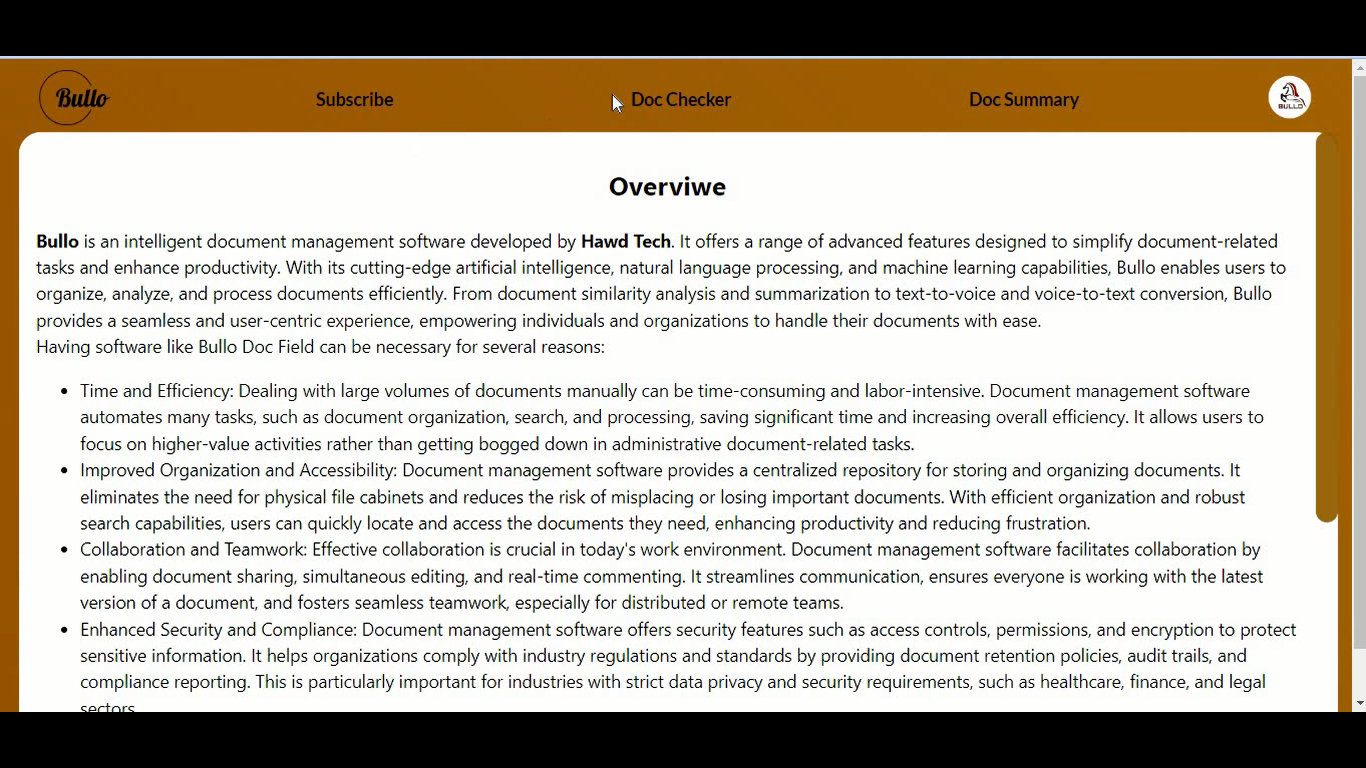 Bullo
Subscribe
Doc Checker
Doc Summary
BULLO
Overviwe
Bullo is an intelligent document management software developed by Hawd Tech. It offers a range of advanced features designed to simplify document-related
tasks and enhance productivity. With its cutting-edge artificial intelligence, natural language processing, and machine learning capabilities, Bullo enables users to
organize, analyze, and process documents efficiently. From document similarity analysis and summarization to text-to-voice and voice-to-text conversion, Bullo
provides a seamless and user-centric experience, empowering individuals and organizations to handle their documents with ease.
Having software like Bullo Doc Field can be necessary for several reasons:
• Time and Efficiency: Dealing with large volumes of documents manually can be time-consuming and labor-intensive. Document management software
automates many tasks, such as document organization, search, and processing, saving significant time and increasing overall efficiency. It allows users to
focus on higher-value activities rather than getting bogged down in administrative document-related tasks.
• Improved Organization and Accessibility: Document management software provides a centralized repository for storing and organizing documents. It
eliminates the need for physical file cabinets and reduces the risk of misplacing or losing important documents. With efficient organization and robust
search capabilities, users can quickly locate and access the documents they need, enhancing productivity and reducing frustration.
• Collaboration and Teamwork: Effective collaboration is crucial in today's work environment. Document management software facilitates collaboration by
enabling document sharing, simultaneous editing, and real-time commenting. It streamlines communication, ensures everyone is working with the latest
version of a document, and fosters seamless teamwork, especially for distributed or remote teams.
• Enhanced Security and Compliance: Document management software offers security features such as access controls, permissions, and encryption to protect
sensitive information. It helps organizations comply with industry regulations and standards by providing document retention policies, audit trails, and
compliance reporting. This is particularly important for industries with strict data privacy and security requirements, such as healthcare, finance, and legal
sectors.